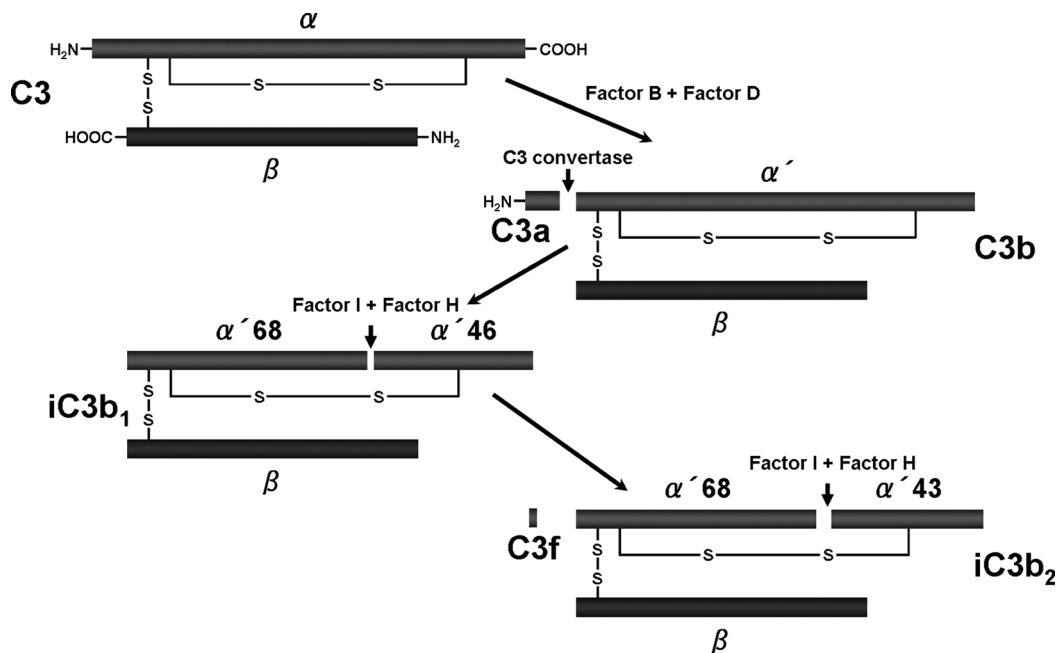 α
H₂N COOH
C3
S S
S
S
HOOC NH₂
β
Factor B + Factor D
C3 convertase
α´
H₂N
C3a
C3b
S S
S
S
β
Factor I + Factor H
α´68 α´46
iC3b₁
S S
S
S
β
Factor I + Factor H
α´68 α´43
C3f
iC3b₂
S
S S
S
β